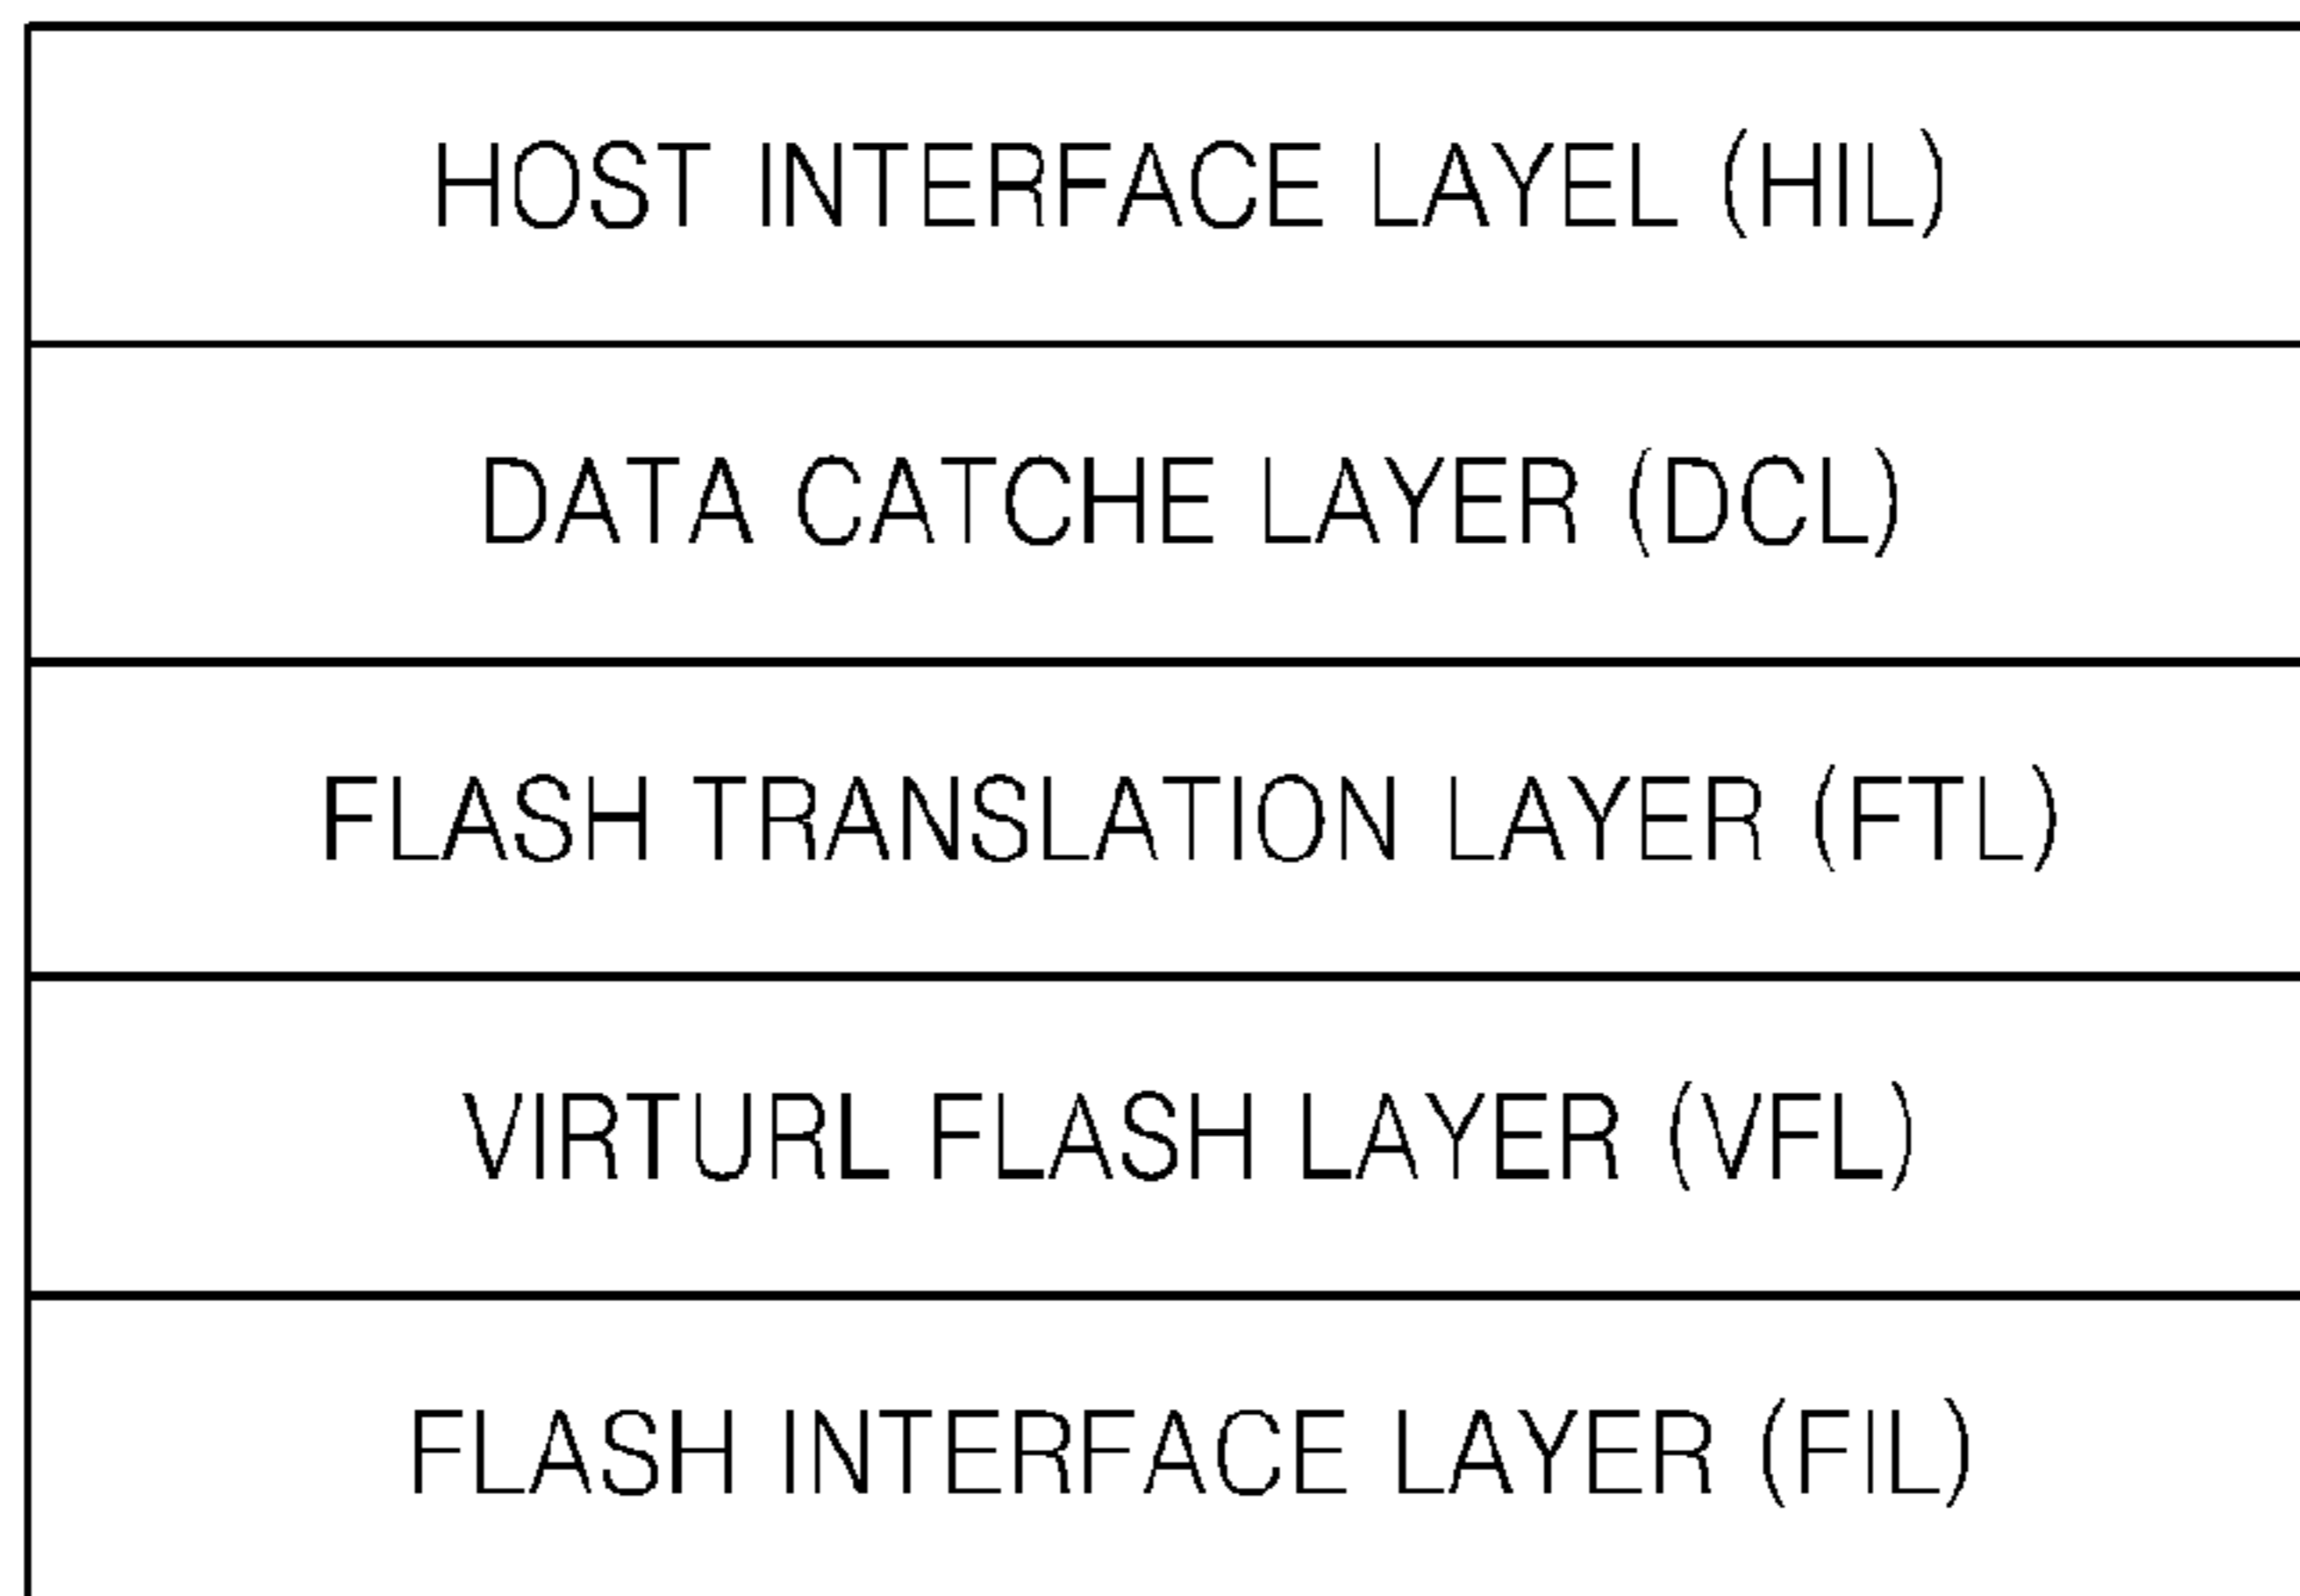 HOST INTERFACE LAYEL (HIL)
DATA CATCHE LAYER (DCL)
FLASH TRANSLATION LAYER (FTL)
VIRTURL FLASH LAYER (VFL)
FLASH INTERFACE LAYER (FIL)